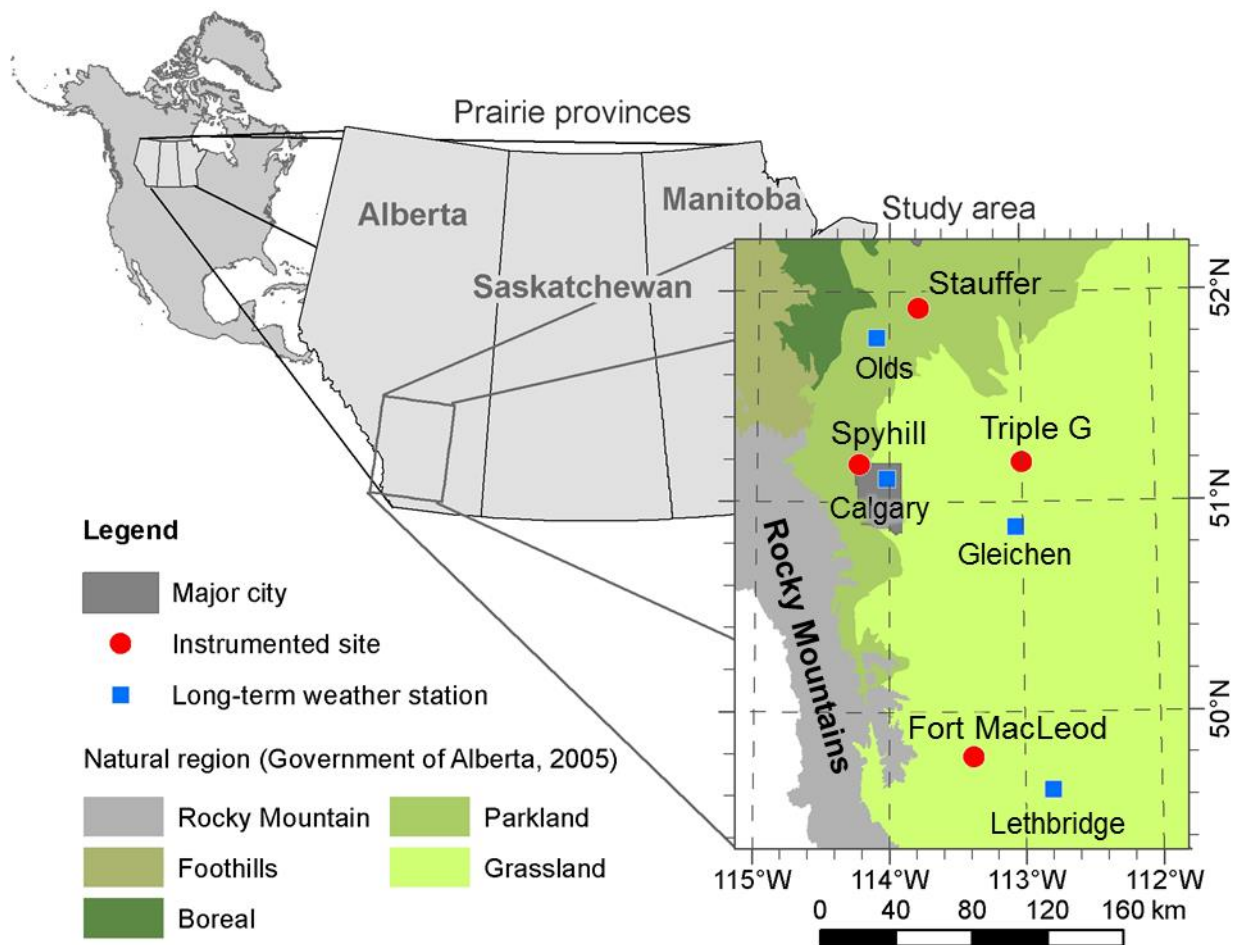 Prairie provinces
Alberta
Manitoba
Saskatchewan
Study area
Stauffer
Olds
Spyhill
Triple G
Calgary
Gleichen
Rocky Mountains
Fort MacLeod
Lethbridge
52°N
51°N
50°N
115°W 114°W 113°W 112°W
0 40 80 120 160 km
Legend
Major city
Instrumented site
Long-term weather station
Natural region (Government of Alberta, 2005)
Rocky Mountain
Parkland
Foothills
Grassland
Boreal